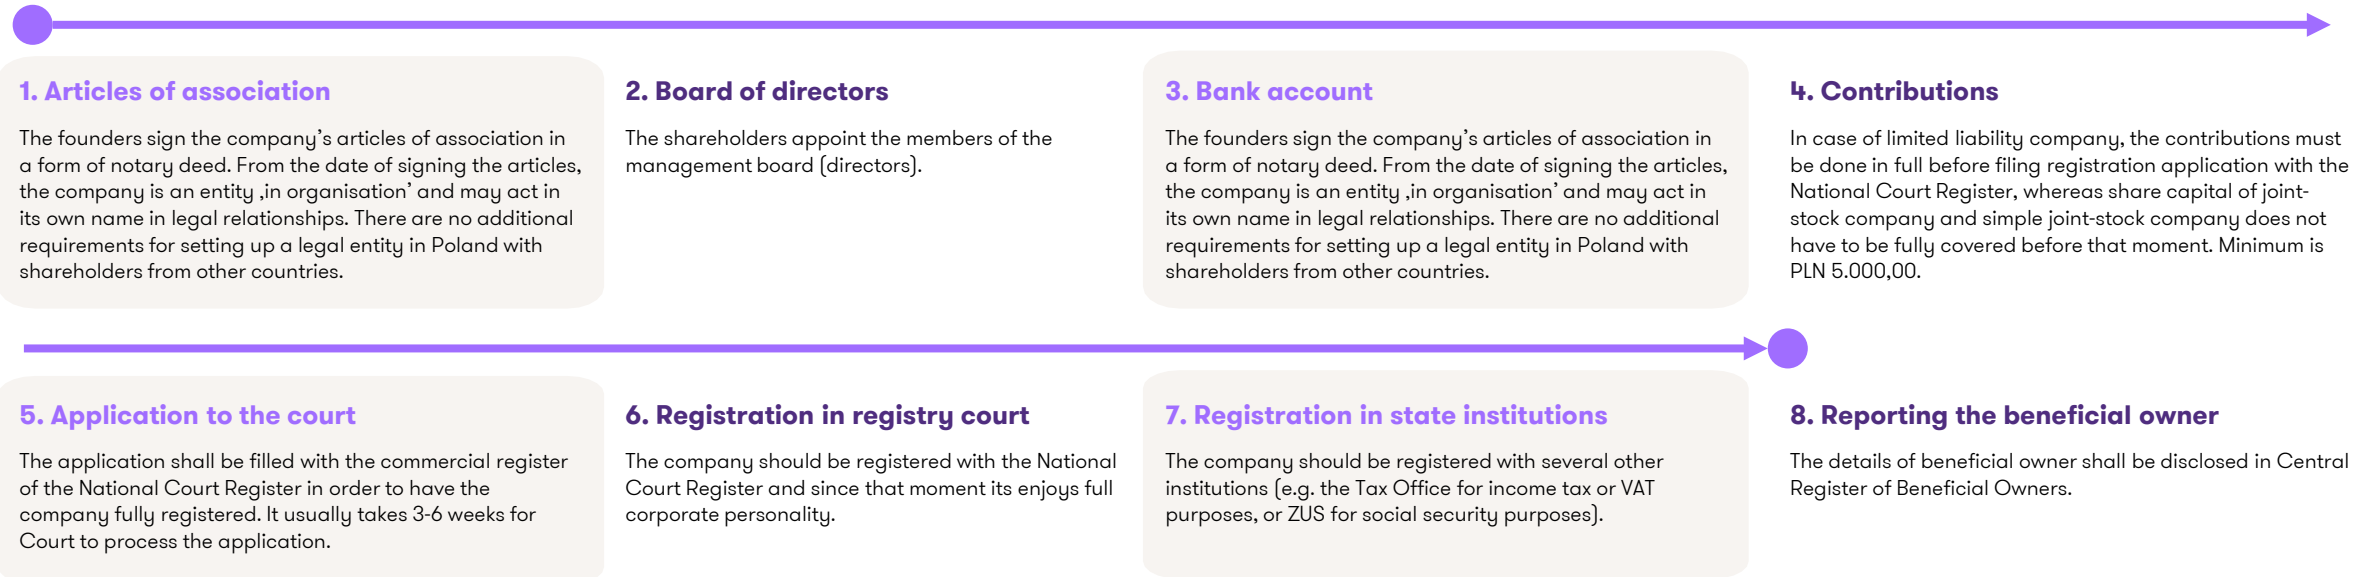 1. Articles of association
The founders sign the company's articles of association in
a form of notary deed. From the date of signing the articles,
the company is an entity ‚in organisation' and may act in
its own name in legal relationships. There are no additional
requirements for setting up a legal entity in Poland with
shareholders from other countries.
2. Board of directors
The shareholders appoint the members of the
management board (directors).
3. Bank account
The founders sign the company's articles of association in
a form of notary deed. From the date of signing the articles,
the company is an entity ‚in organisation' and may act in
its own name in legal relationships. There are no additional
requirements for setting up a legal entity in Poland with
shareholders from other countries.
4. Contributions
In case of limited liability company, the contributions must
be done in full before filing registration application with the
National Court Register, whereas share capital of joint-
stock company and simple joint-stock company does not
have to be fully covered before that moment. Minimum is
PLN 5.000,00.
5. Application to the court
The application shall be filled with the commercial register
of the National Court Register in order to have the
company fully registered. It usually takes 3-6 weeks for
Court to process the application.
6. Registration in registry court
The company should be registered with the National
Court Register and since that moment its enjoys full
corporate personality.
7. Registration in state institutions
The company should be registered with several other
institutions (e.g. the Tax Office for income tax or VAT
purposes, or ZUS for social security purposes).
8. Reporting the beneficial owner
The details of beneficial owner shall be disclosed in Central
Register of Beneficial Owners.